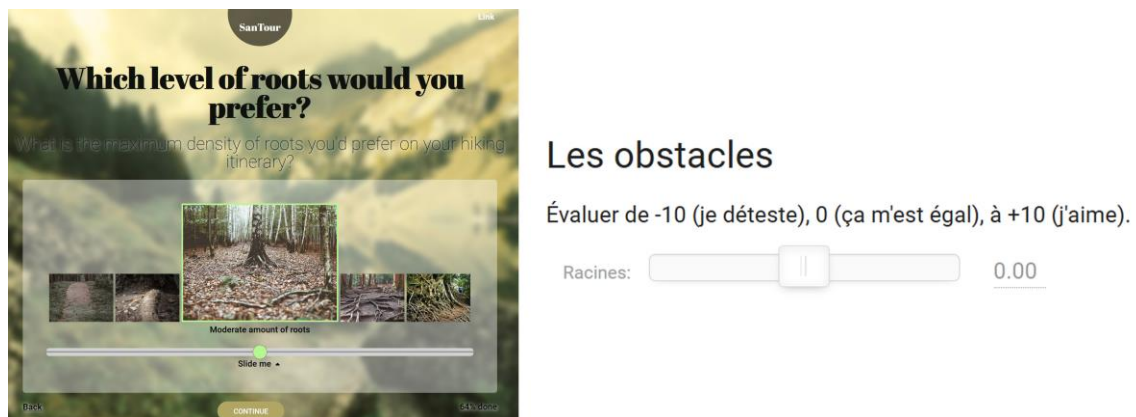 SanTour
Link
Which level of roots would you
prefer?
What is the maximum density of roots you'd prefer on your hiking
itinerary?
Moderate amount of roots
Slide me
Back
CONTINUE
64% done
Les obstacles
Évaluer de -10 (je déteste), 0 (ça m'est égal), à +10 (j'aime).
Racines:
0.00